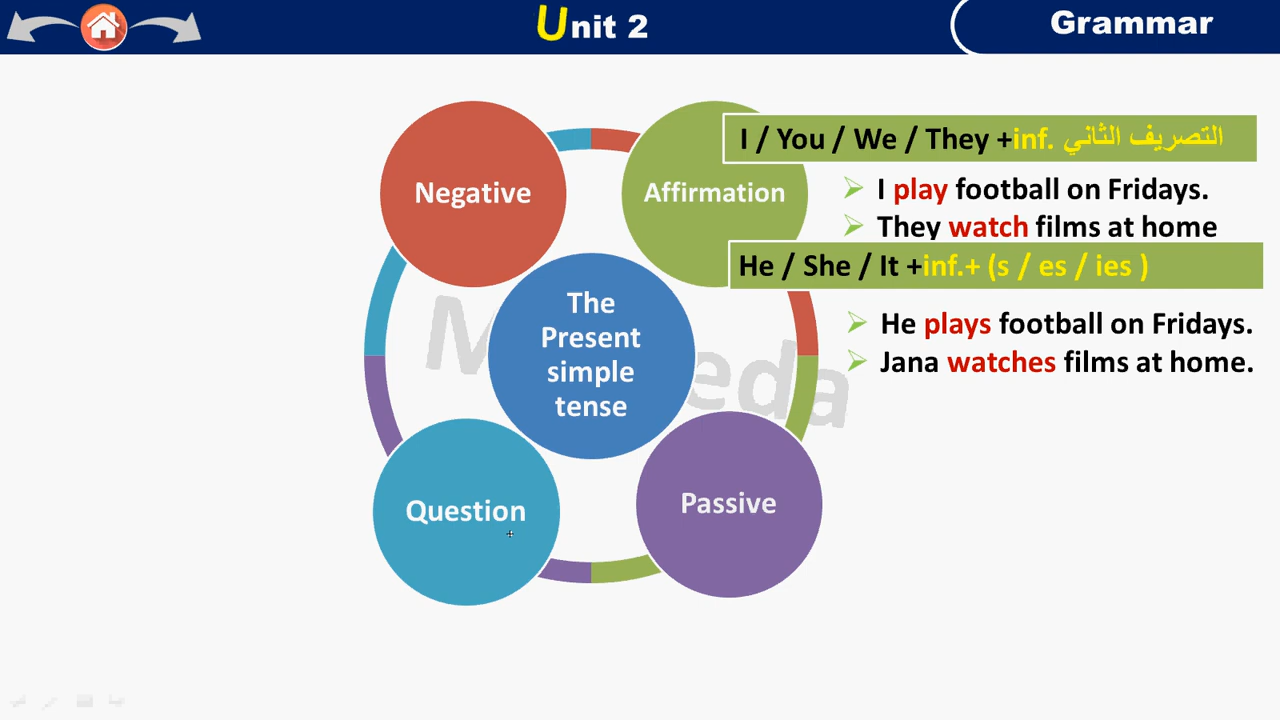 Unit 2
Grammar
Negative
Affirmation
I / You / We / They +inf. التصريف الثاني
I play football on Fridays.
They watch films at home
He / She / It +inf.+ (s / es / ies )
He plays football on Fridays.
Jana watches films at home.
The
Present
simple
tense
Question
Passive